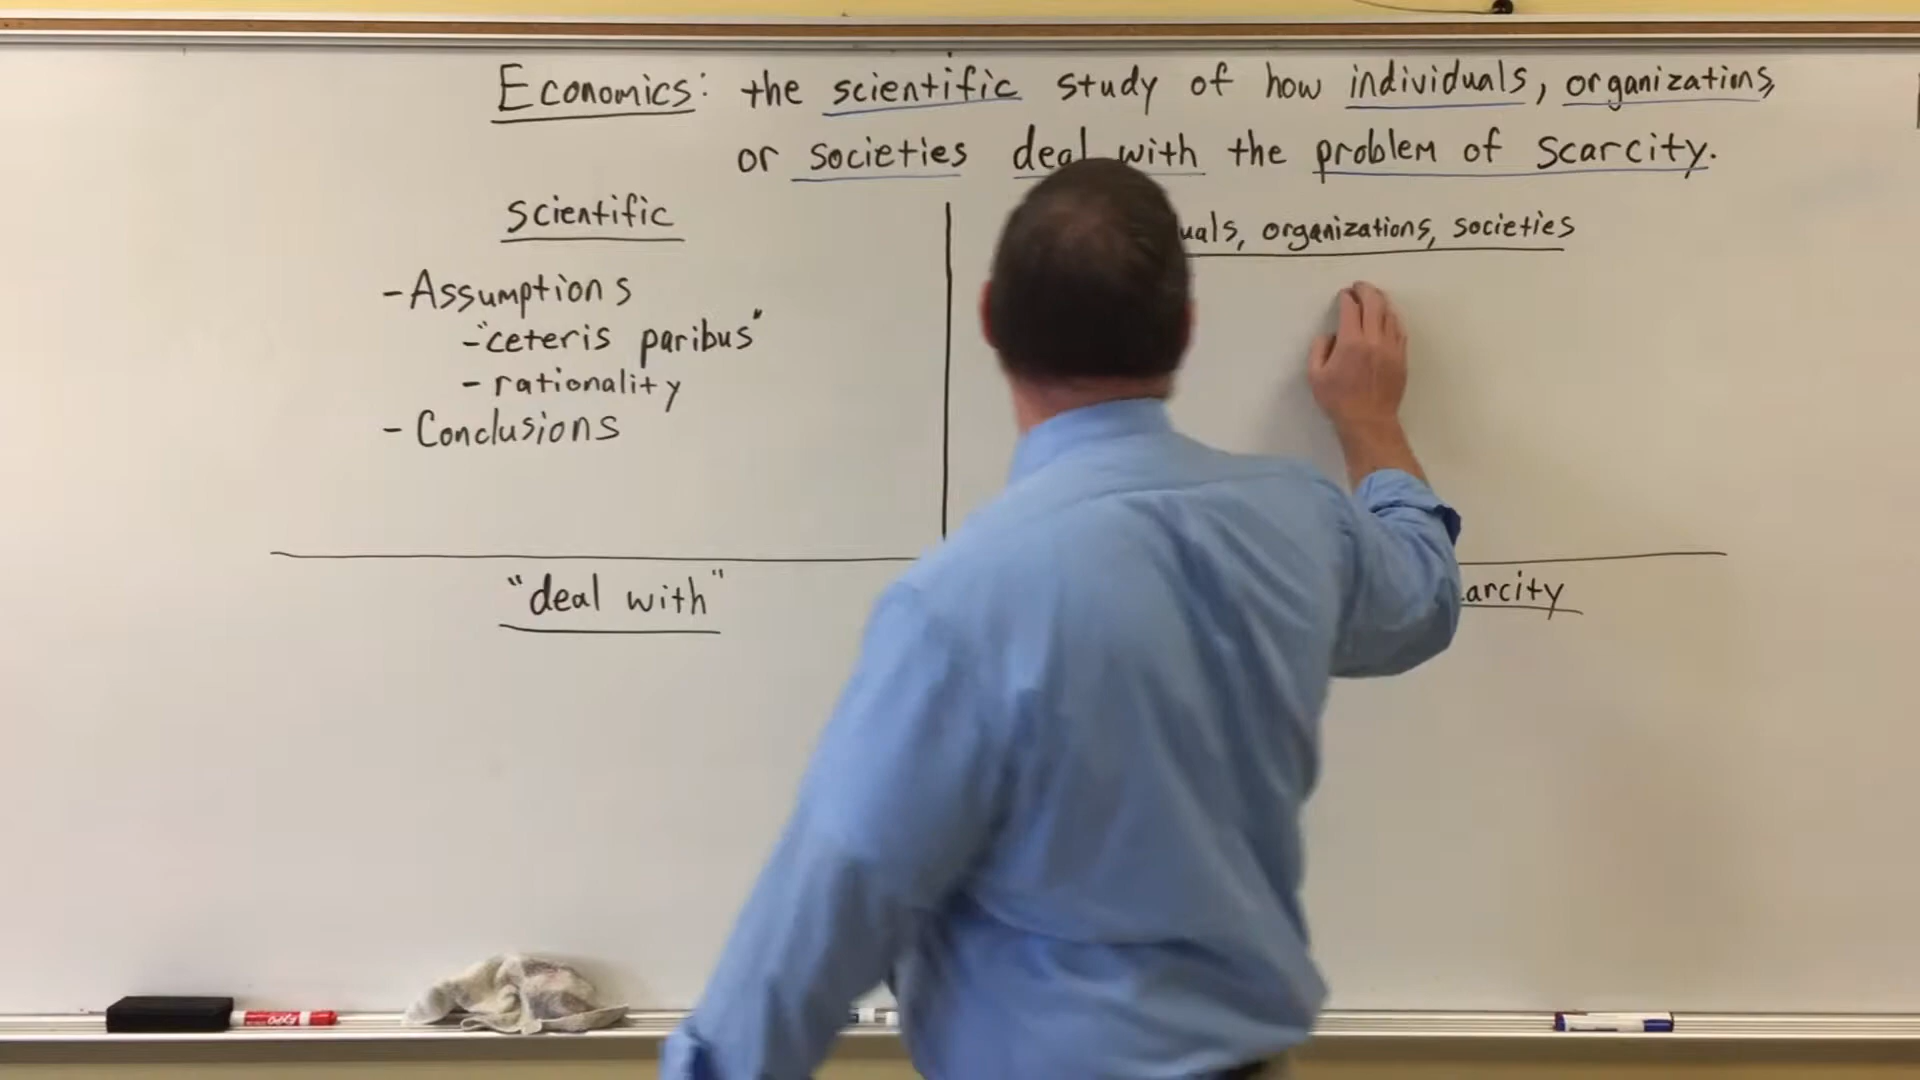 Economics: the scientific study of how individuals, organizations,
or societies deal with the problem of scarcity.
scientific
-Assumptions
-"ceteris paribus"
- rationality
- Conclusions
uals, organizations, societies
"deal with"
arcity
EXPO